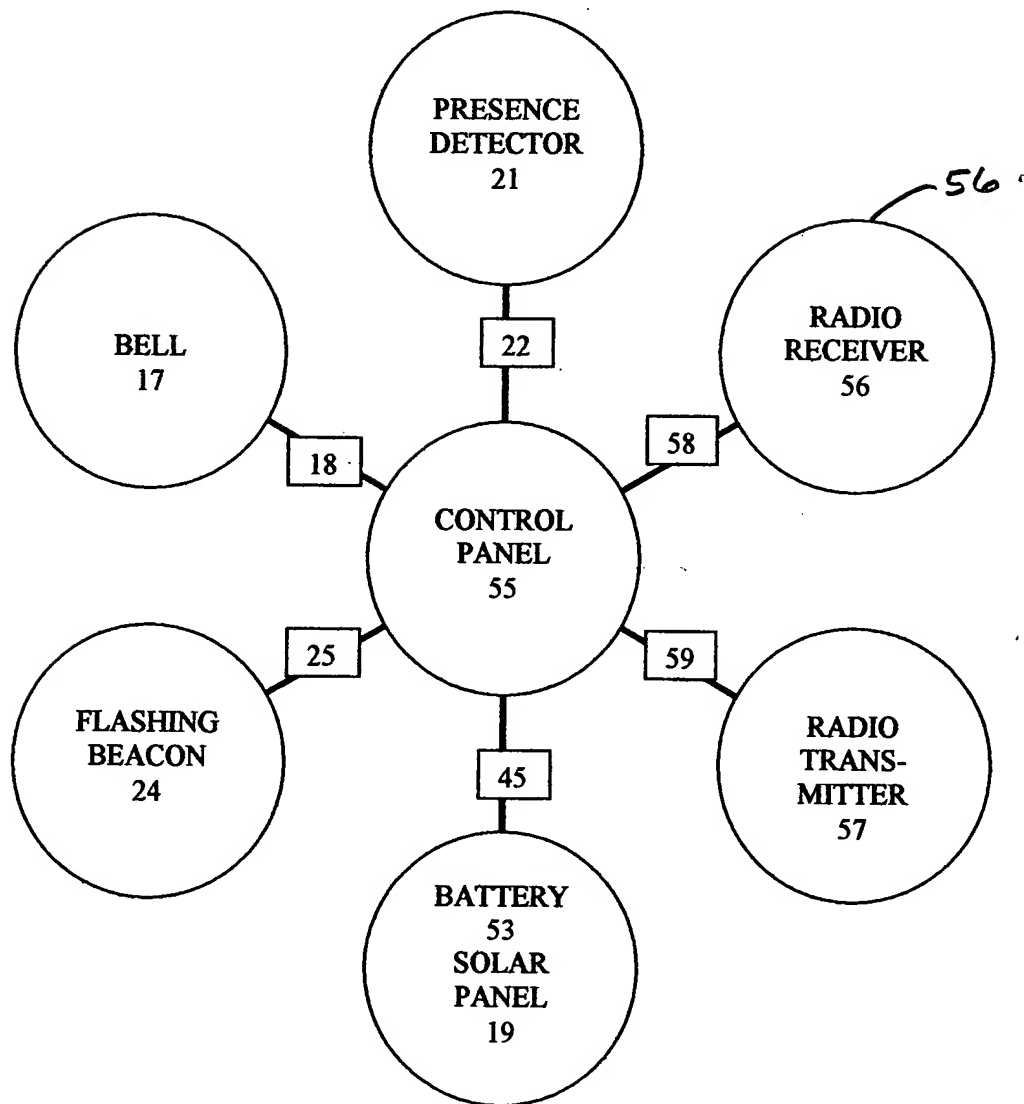 PRESENCE
DETECTOR
21
56
BELL
17
22
RADIO
RECEIVER
56
18
58
CONTROL
PANEL
55
25
59
FLASHING
BEACON
24
45
RADIO
TRANS-
MITTER
57
BATTERY
53
SOLAR
PANEL
19